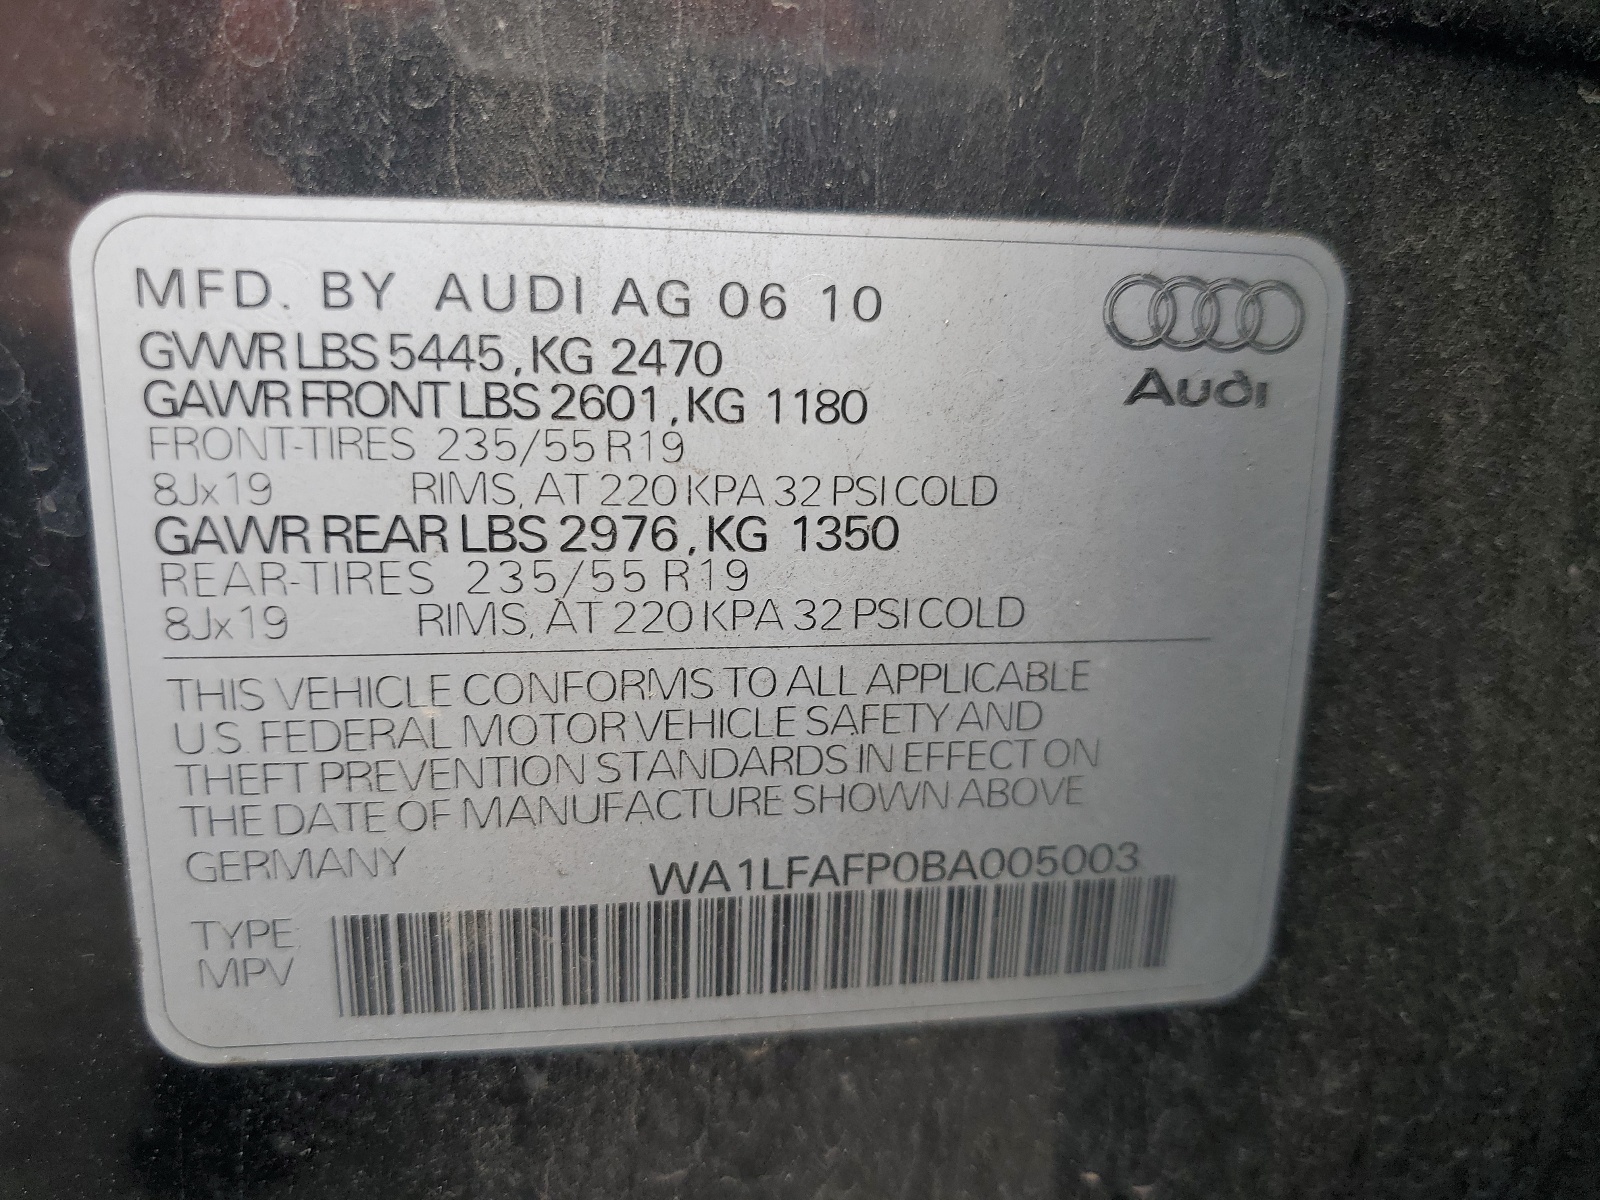 MFD. BY AUDI AG 06 10
GVWR LBS 5445, KG 2470
GAWR FRONT LBS 2601, KG 1180
FRONT-TIRES 235/55 R19
8Jx19 RIMS, AT 220 KPA 32 PSI COLD
GAWR REAR LBS 2976, KG 1350
REAR-TIRES 235/55 R19
8Jx19 RIMS, AT 220 KPA 32 PSI COLD
Audi
THIS VEHICLE CONFORMS TO ALL APPLICABLE
U.S. FEDERAL MOTOR VEHICLE SAFETY AND
THEFT PREVENTION STANDARDS IN EFFECT ON
THE DATE OF MANUFACTURE SHOWN ABOVE
GERMANY WA1LFAFP0BA005003
TYPE:
MPV